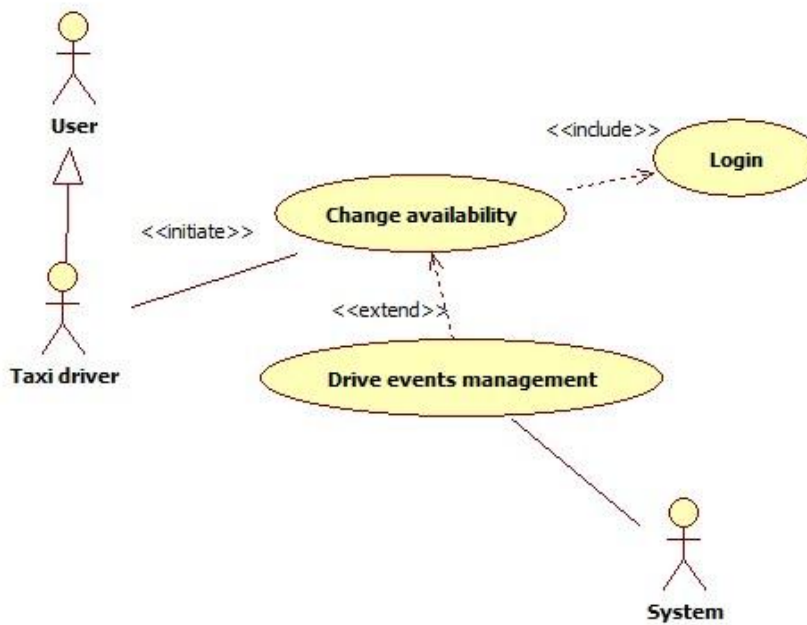 User
<<include>>
Login
Change availability
<<initiate>>
Taxi driver
<<extend>>
Drive events management
System